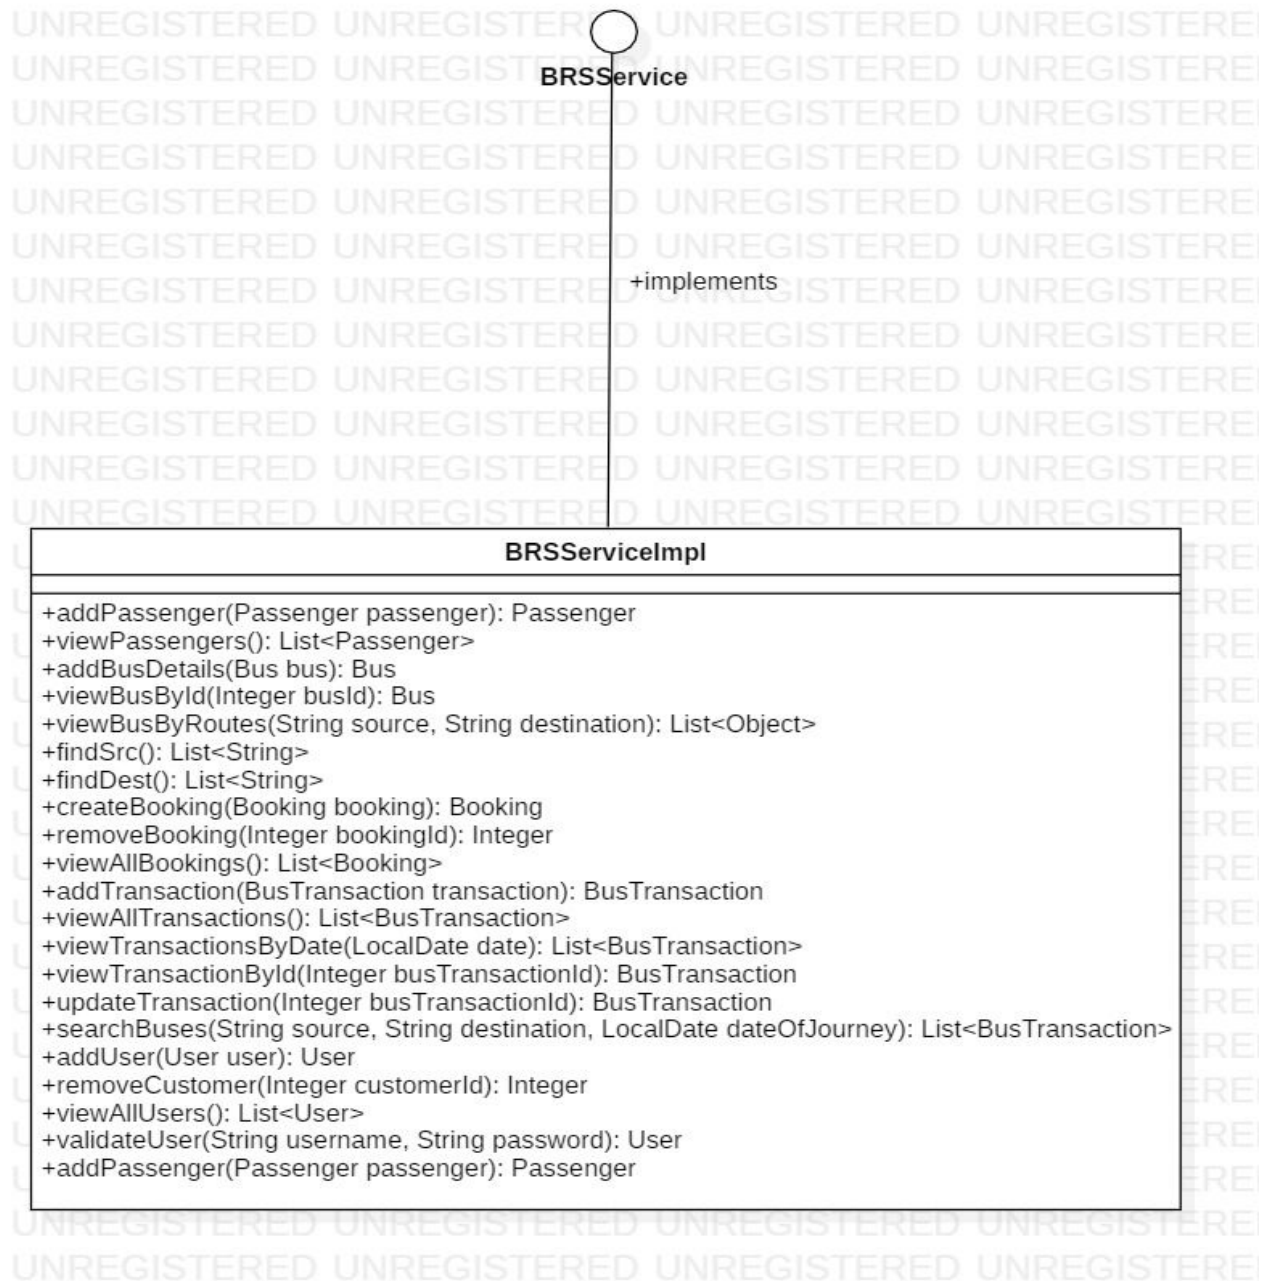 UNREGISTERED UNREGISTERED UNREGISTERED UNREGISTERE
BRSService
+implements
BRSServiceImpl
+addPassenger(Passenger passenger): Passenger
+viewPassengers(): List<Passenger>
+addBusDetails(Bus bus): Bus
+viewBusById(Integer busId): Bus
+viewBusByRoutes(String source, String destination): List<Object>
+findSrc(): List<String>
+findDest(): List<String>
+createBooking(Booking booking): Booking
+removeBooking(Integer bookingId): Integer
+viewAllBookings(): List<Booking>
+addTransaction(BusTransaction transaction): BusTransaction
+viewAllTransactions(): List<BusTransaction>
+viewTransactionsByDate(LocalDate date): List<BusTransaction>
+viewTransactionById(Integer busTransactionId): BusTransaction
+updateTransaction(Integer busTransactionId): BusTransaction
+searchBuses(String source, String destination, LocalDate dateOfJourney): List<BusTransaction>
+addUser(User user): User
+removeCustomer(Integer customerId): Integer
+viewAllUsers(): List<User>
+validateUser(String username, String password): User
+addPassenger(Passenger passenger): Passenger